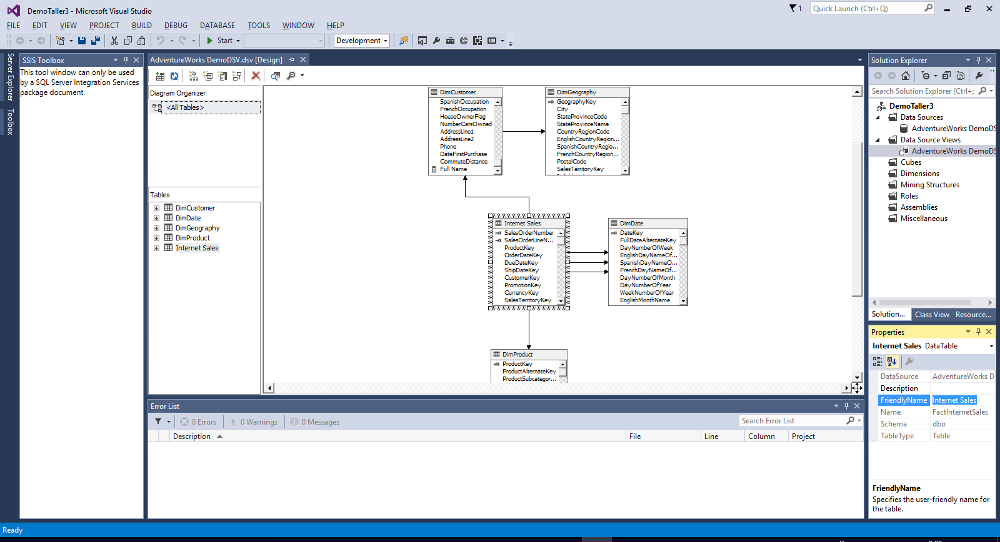 DemoTaller3 - Microsoft Visual Studio
1
Quick Launch (Ctrl+Q)
FILE EDIT VIEW PROJECT BUILD DEBUG DATABASE TOOLS WINDOW HELP
Start
Development
Server Explorer
Toolbox
SSIS Toolbox
This tool window can only be used
by a SQL Server Integration Services
package document.
AdventureWorks DemoDSV.dsv [Design]
Diagram Organizer
<All Tables>
Tables
DimCustomer
DimDate
DimGeography
DimProduct
Internet Sales
DimCustomer
SpanishOccupation
FrenchOccupation
HouseOwnerFlag
NumberCarsOwned
AddressLine1
AddressLine2
Phone
DateFirstPurchase
CommuteDistance
Full Name
DimGeography
GeographyKey
City
StateProvinceCode
StateProvinceName
CountryRegionCode
EnglishCountryRegion...
SpanishCountryRegio...
FrenchCountryRegion...
PostalCode
SalesTerritoryKey
Internet Sales
SalesOrderNumber
SalesOrderLineN...
ProductKey
OrderDateKey
DueDateKey
ShipDateKey
CustomerKey
PromotionKey
CurrencyKey
SalesTerritoryKey
DimDate
DateKey
FullDateAlternateKey
DayNumberOfWeek
EnglishDayNameOf...
SpanishDayNameO...
FrenchDayNameOf...
DayNumberOfMonth
DayNumberOfYear
WeekNumberOfYear
EnglishMonthName
DimProduct
ProductKey
ProductAlternateKey
ProductSubcategor...
Error List
0 Errors
0 Warnings
0 Messages
Search Error List
Description File Line Column Project
Solution Explorer
Search Solution Explorer (Ctrl+;
DemoTaller3
Data Sources
AdventureWorks DemoDS
Data Source Views
AdventureWorks DemoDS
Cubes
Dimensions
Mining Structures
Roles
Assemblies
Miscellaneous
Solution... Class View Resource...
Properties
Internet Sales DataTable
DataSource AdventureWorks D
Description
FriendlyName Internet Sales
Name FactInternetSales
Schema dbo
TableType Table
FriendlyName
Specifies the user-friendly name for
the table.
Ready